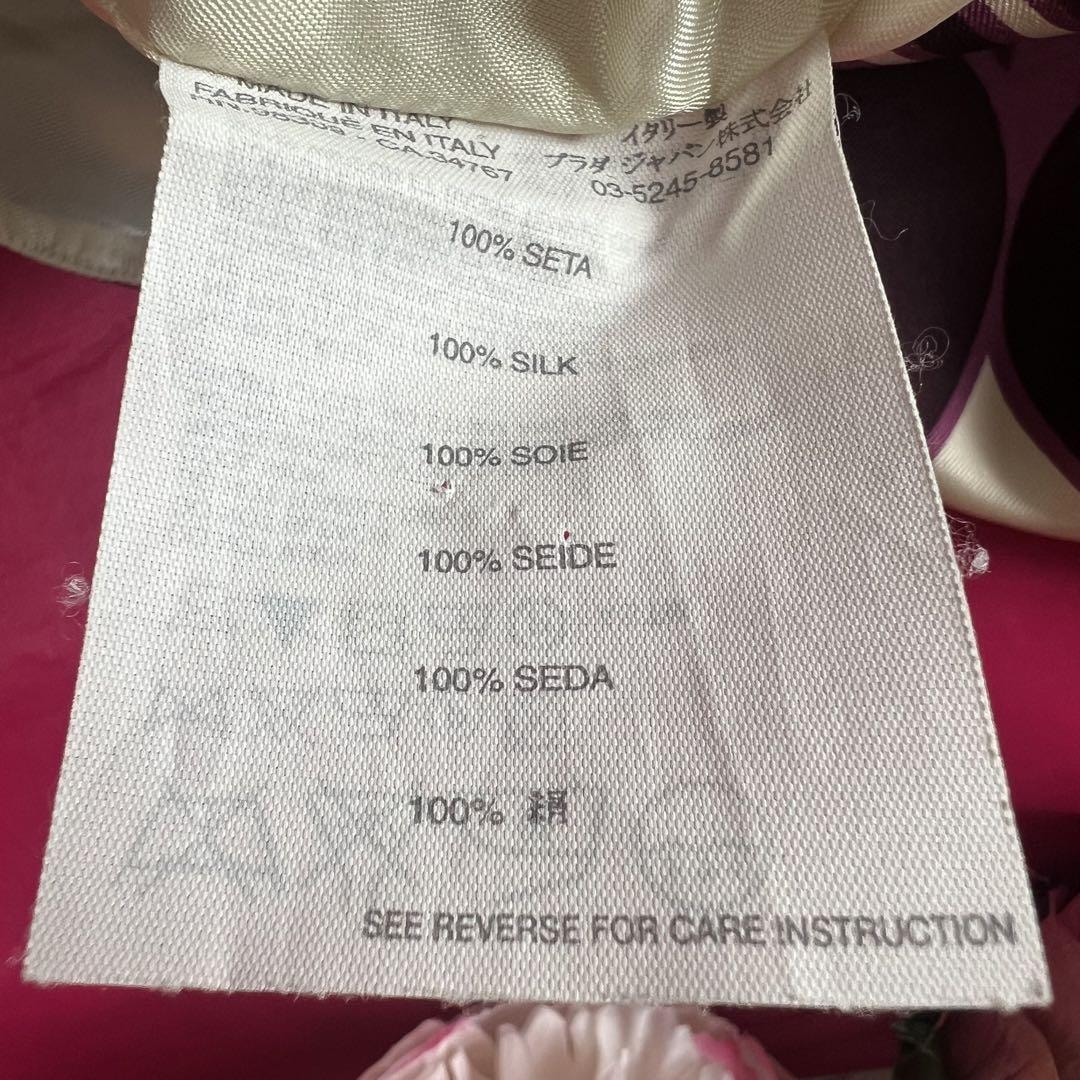 MADE IN ITALY
FABRIQUE EN ITALY
CA-34767
イタリー製
プラダ ジャパン株式会社
03-5245-8581
100% SETA
100% SILK
100% SOIE
100% SEIDE
100% SEDA
100% 絹
SEE REVERSE FOR CARE INSTRUCTION